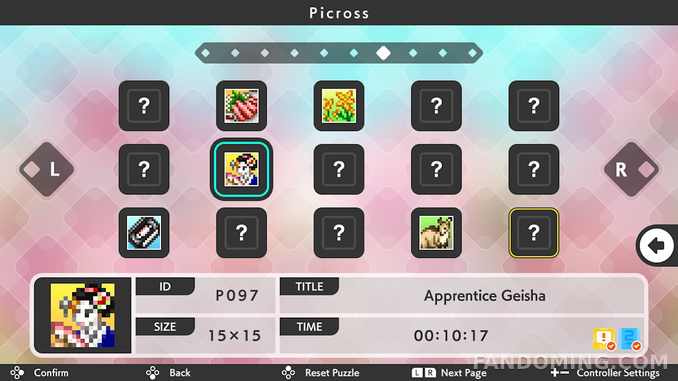 Picross
? ? ?
L ? ? ? ? R
? ? ?
ID P097 TITLE Apprentice Geisha
SIZE 15×15 TIME 00:10:17
FANDOMING.COM
Confirm Back Reset Puzzle L R Next Page Controller Settings